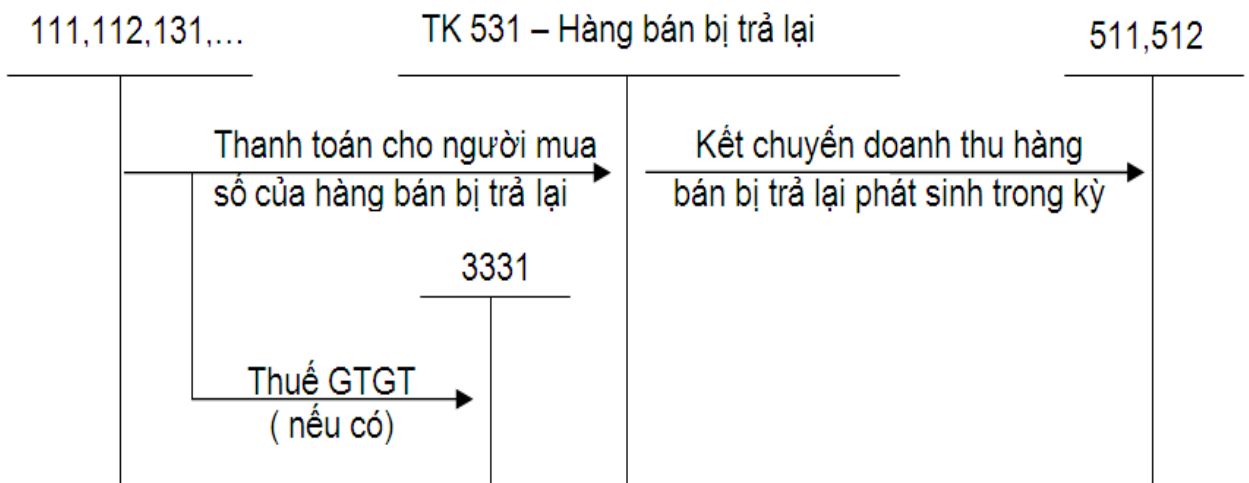 111,112,131,...
TK 531 – Hàng bán bị trả lại
511,512
Thanh toán cho người mua
số của hàng bán bị trả lại
Kết chuyển doanh thu hàng
bán bị trả lại phát sinh trong kỳ
3331
Thuế GTGT
( nếu có)